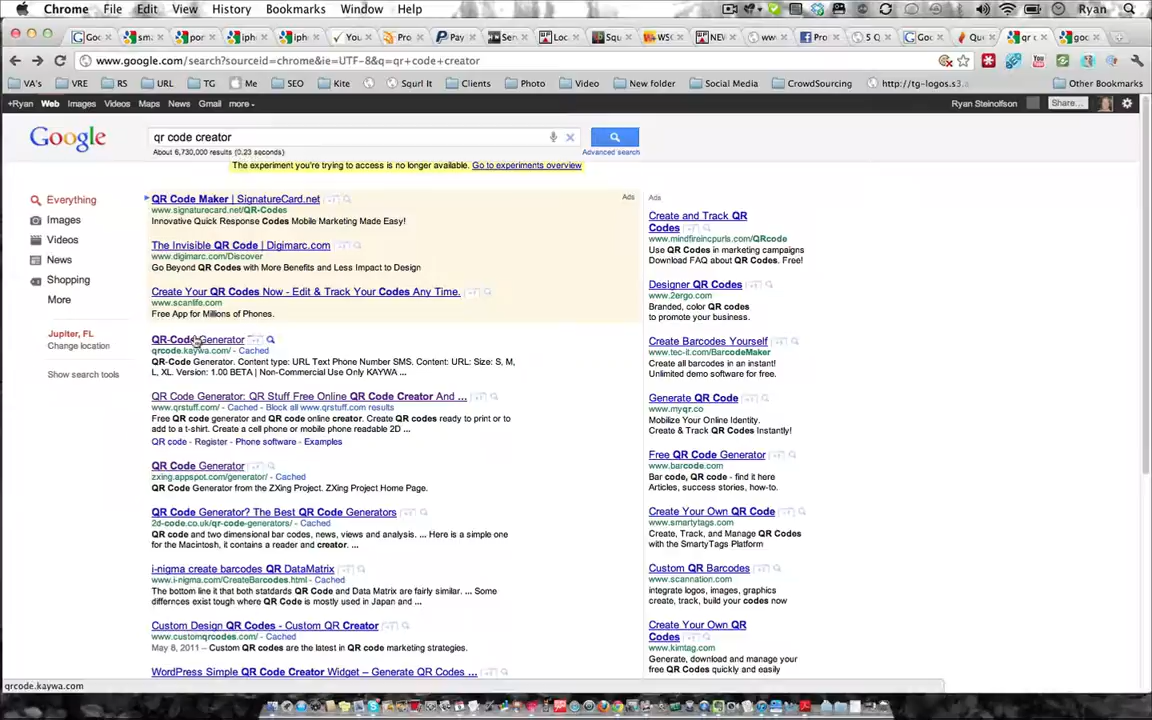 Chrome File Edit View History Bookmarks Window Help Ryan
www.google.com/search?sourceid=chrome&ie=UTF-8&q=qr+code+creator
VA's VRE RS URL TG Me SEO Kite Squrl It Clients Photo Video New folder Social Media CrowdSourcing http://tg-logos.s3.a Other Bookmarks
+Ryan Web Images Videos Maps News Gmail more Ryan Steinolfson Share...
Google
qr code creator
About 6,730,000 results (0.23 seconds)
Advanced search
The experiment you're trying to access is no longer available. Go to experiments overview
Everything
Images
Videos
News
Shopping
More
Jupiter, FL
Change location
Show search tools
QR Code Maker | SignatureCard.net
Ads
www.signaturecard.net/QR-Codes
Innovative Quick Response Codes Mobile Marketing Made Easy!
The Invisible QR Code | Digimarc.com
www.digimarc.com/Discover
Go Beyond QR Codes with More Benefits and Less Impact to Design
Create Your QR Codes Now - Edit & Track Your Codes Any Time.
www.scanlife.com
Free App for Millions of Phones.
QR-Code Generator
qrcode.kaywa.com/ - Cached
QR-Code Generator. Content type: URL Text Phone Number SMS. Content: URL: Size: S, M,
L, XL. Version: 1.00 BETA | Non-Commercial Use Only KAYWA ...
QR Code Generator: QR Stuff Free Online QR Code Creator And ...
www.qrstuff.com/ - Cached - Block all www.qrstuff.com results
Free QR code generator and QR code online creator. Create QR codes ready to print or to
add to a t-shirt. Create a cell phone or mobile phone readable 2D ...
QR code - Register - Phone software - Examples
QR Code Generator
zxing.appspot.com/generator/ - Cached
QR Code Generator from the ZXing Project. ZXing Project Home Page.
QR Code Generator? The Best QR Code Generators
2d-code.co.uk/qr-code-generators/ - Cached
QR code and two dimensional bar codes, news, views and analysis. ... Here is a simple one
for the Macintosh, it contains a reader and creator. ...
i-nigma create barcodes QR DataMatrix
www.i-nigma.com/CreateBarcodes.html - Cached
The bottom line it that both statdards QR Code and Data Matrix are fairly similar. ... Some
differnces exist tough where QR Code is mostly used in Japan and ...
Custom Design QR Codes - Custom QR Creator
www.customqrcodes.com/ - Cached
May 8, 2011 – Custom QR codes are the latest in QR code marketing strategies.
WordPress Simple QR Code Creator Widget – Generate QR Codes ...
Ads
Create and Track QR
Codes
www.mindfireincpurls.com/QRcode
Use QR Codes in marketing campaigns
Download FAQ about QR Codes. Free!
Designer QR Codes
www.2ergo.com
Branded, color QR codes
to promote your business.
Create Barcodes Yourself
www.tec-it.com/BarcodeMaker
Create all barcodes in an instant!
Unlimited demo software for free.
Generate QR Code
www.myqr.co
Mobilize Your Online Identity.
Create & Track QR Codes Instantly!
Free QR Code Generator
www.barcode.com
Bar code, QR code - find it here
Articles, success stories, how-to.
Create Your Own QR Code
www.smartytags.com
Create, Track, and Manage QR Codes
with the SmartyTags Platform
Custom QR Barcodes
www.scannation.com
integrate logos, images, graphics
create, track, build your codes now
Create Your Own QR
Codes
www.kimtag.com
Generate, download and manage your
free QR Codes quickly and easily
qrcode.kaywa.com